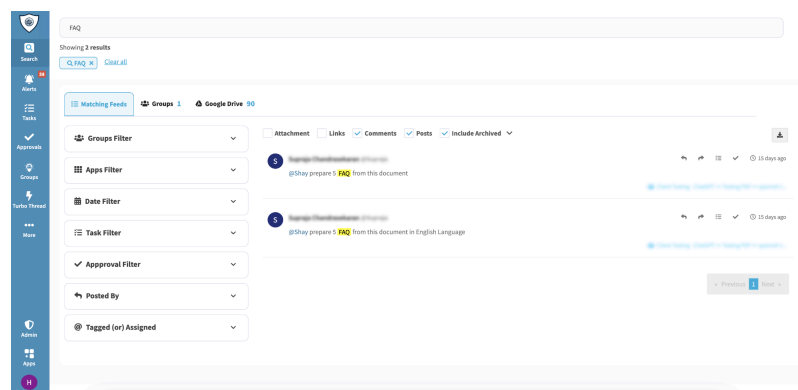 FAQ
Showing 2 results
FAQ ×
Clear all
Search
50
Alerts
Tasks
Approvals
Groups
Turbo Thread
More
Admin
Apps
H
Matching Feeds
Groups 1
Google Drive 90
Groups Filter
Apps Filter
Date Filter
Task Filter
Appproval Filter
Posted By
@ Tagged (or) Assigned
Attachment Links Comments Posts Include Archived
S
15 days ago
@Shay prepare 5 FAQ from this document
S
15 days ago
@Shay prepare 5 FAQ from this document in English Language
‹ Previous 1 Next ›